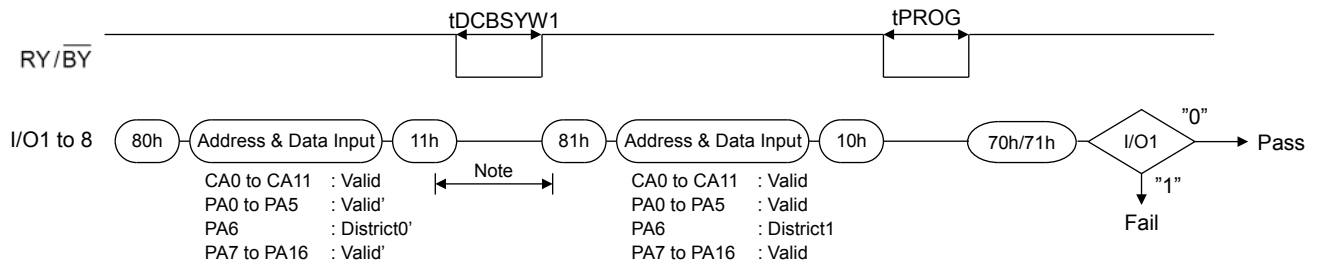 tDCBSYW1
tPROG
RY/BY
I/O1 to 8
80h
Address & Data Input
11h
81h
Address & Data Input
10h
70h/71h
I/O1
”0”
Pass
”1”
Fail
Note
CA0 to CA11 : Valid
PA0 to PA5 : Valid’
PA6 : District0’
PA7 to PA16 : Valid’
CA0 to CA11 : Valid
PA0 to PA5 : Valid
PA6 : District1
PA7 to PA16 : Valid